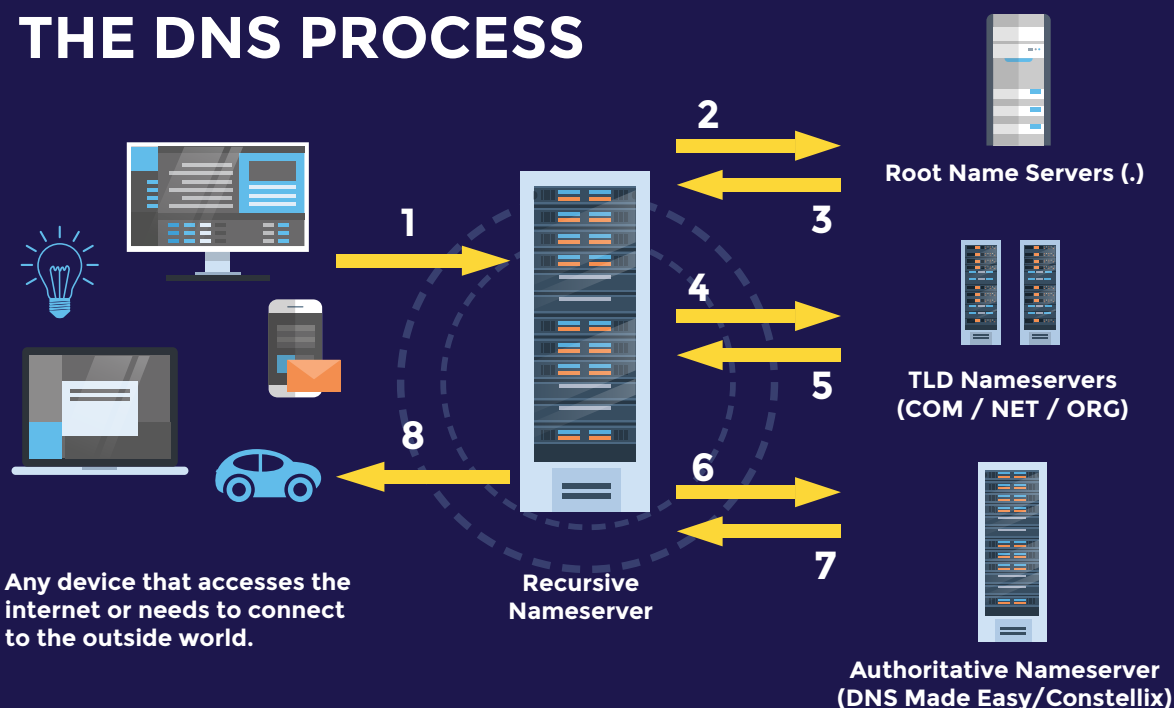 THE DNS PROCESS
1
2
3
4
5
6
7
8
Root Name Servers (.)
TLD Nameservers
(COM / NET / ORG)
Any device that accesses the
internet or needs to connect
to the outside world.
Recursive
Nameserver
Authoritative Nameserver
(DNS Made Easy/Constellix)